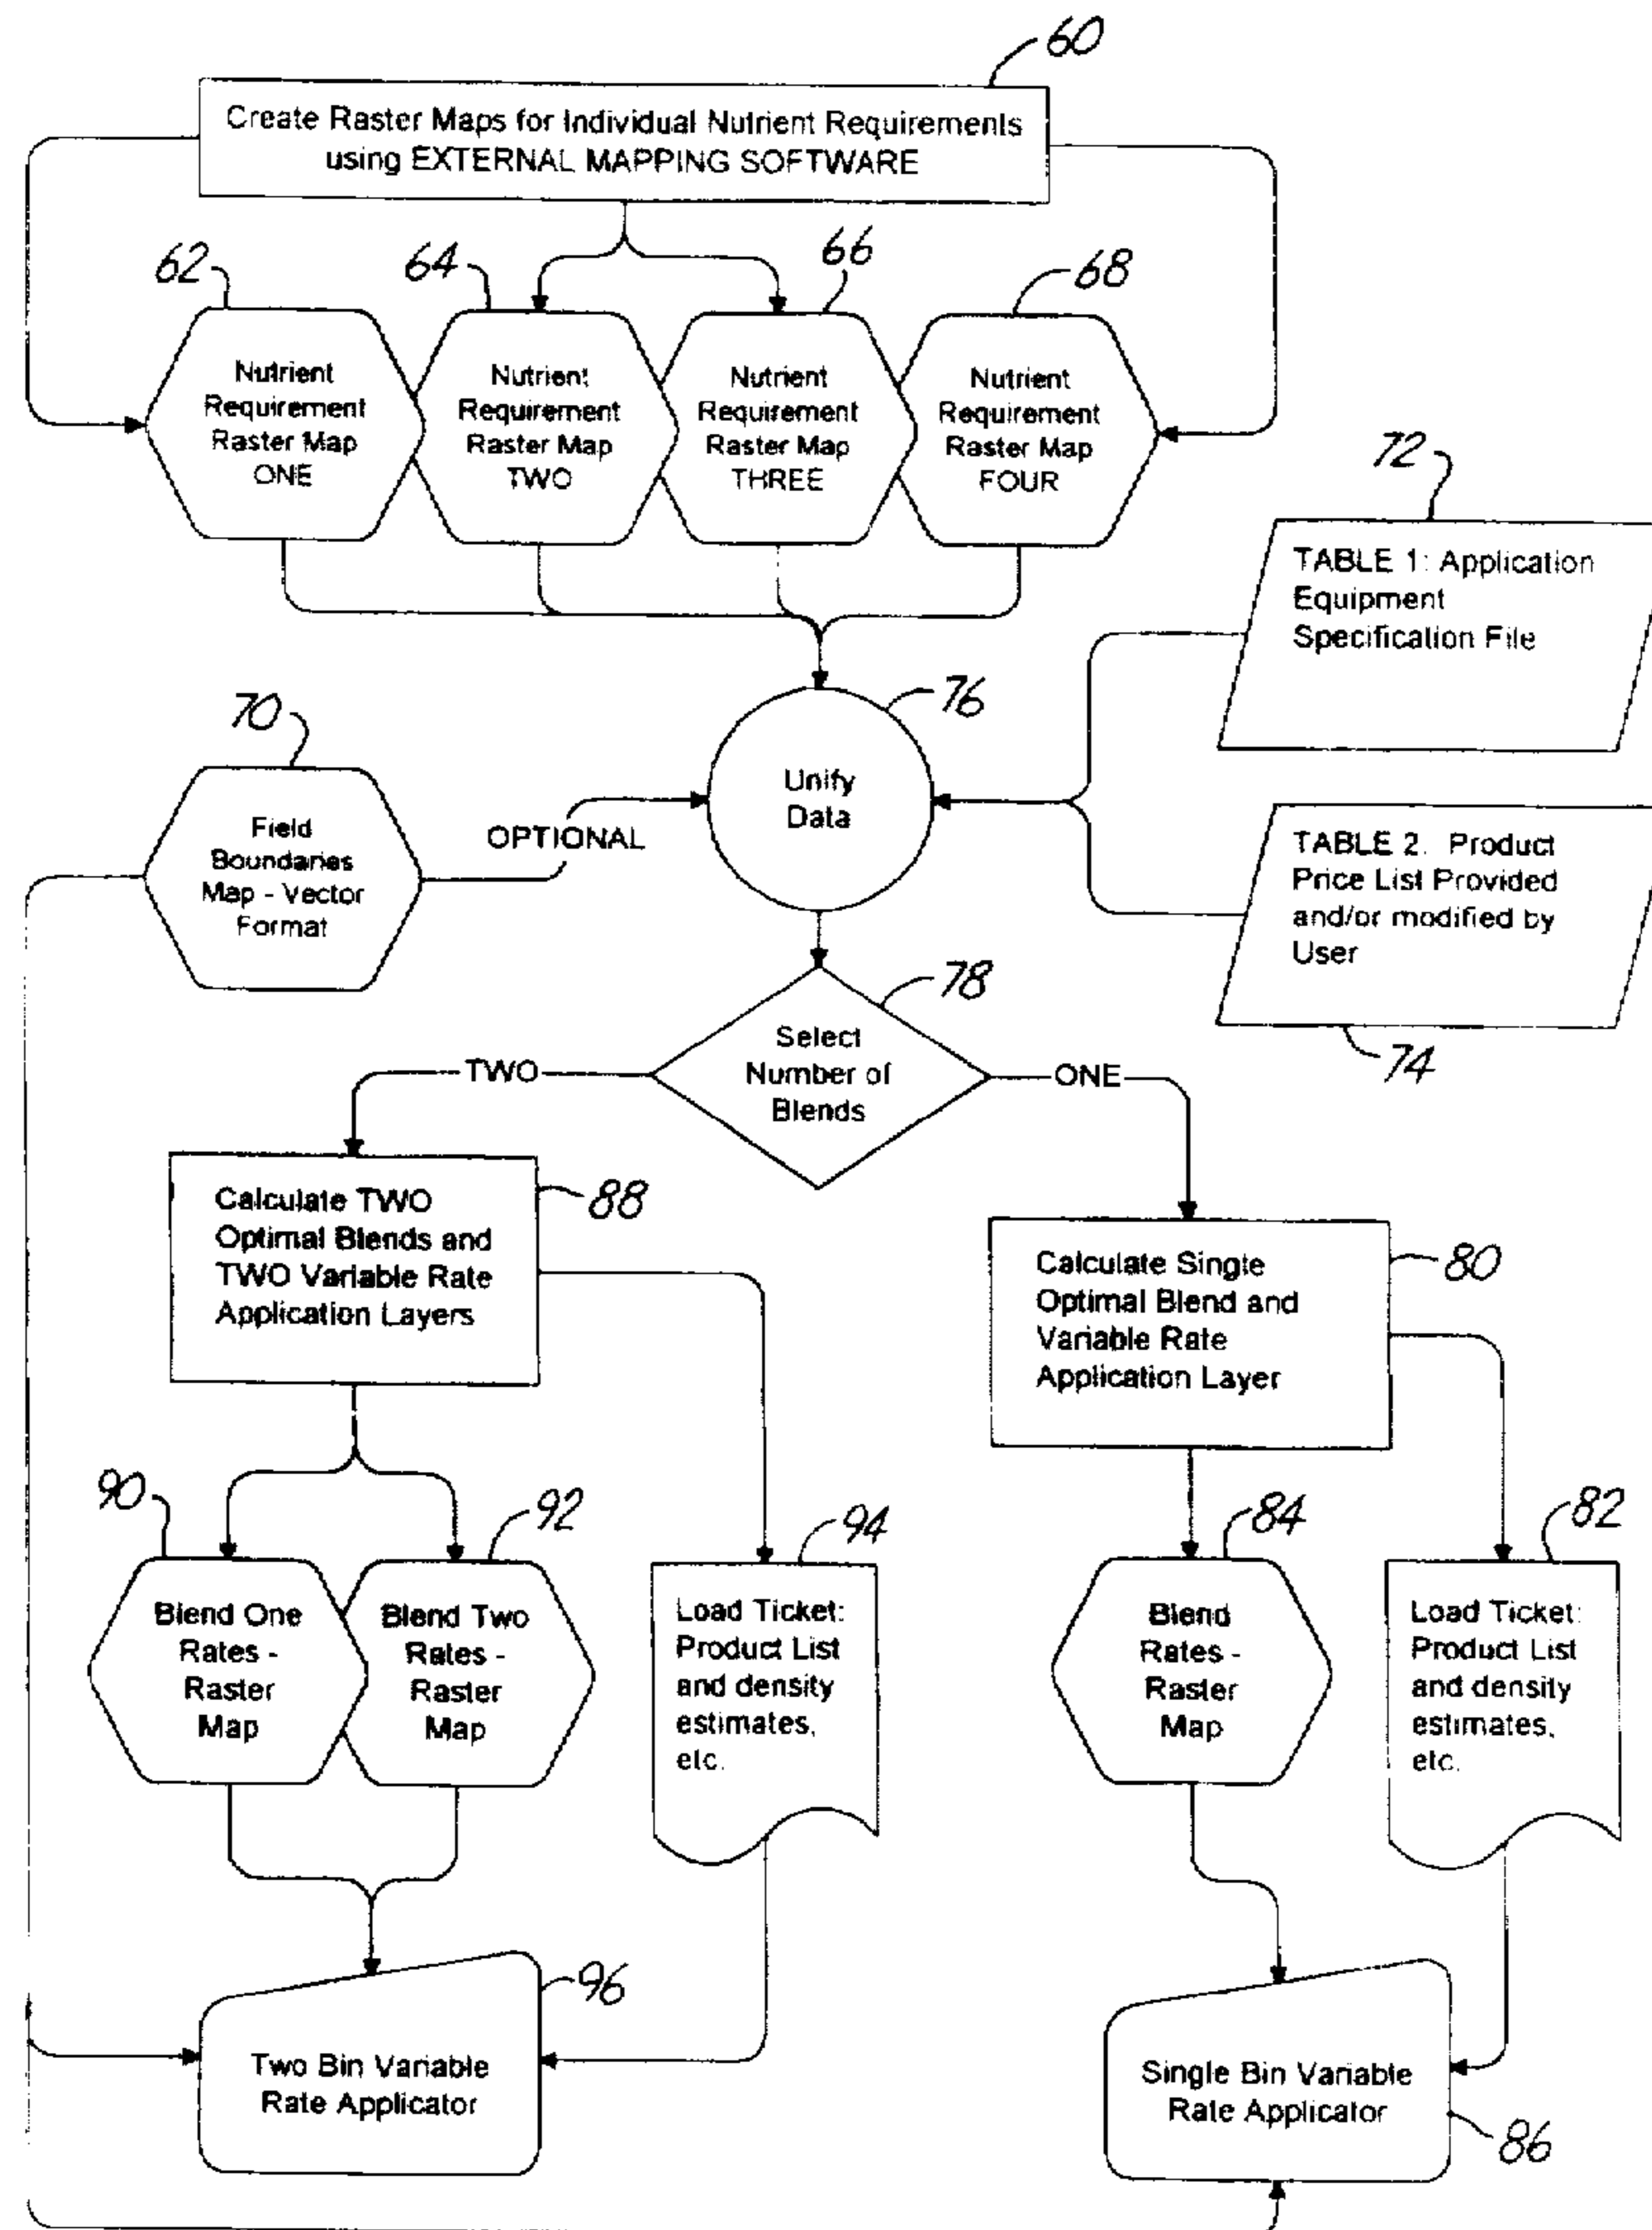 60
Create Raster Maps for Individual Nutrient Requirements
using EXTERNAL MAPPING SOFTWARE
62
64
66
68
Nutrient
Requirement
Raster Map
ONE
Nutrient
Requirement
Raster Map
TWO
Nutrient
Requirement
Raster Map
THREE
Nutrient
Requirement
Raster Map
FOUR
72
TABLE 1: Application
Equipment
Specification File
70
Field
Boundaries
Map - Vector
Format
OPTIONAL
76
Unify
Data
TABLE 2. Product
Price List Provided
and/or modified by
User
74
78
Select
Number of
Blends
TWO
ONE
88
Calculate TWO
Optimal Blends and
TWO Variable Rate
Application Layers
80
Calculate Single
Optimal Blend and
Variable Rate
Application Layer
90
Blend One
Rates -
Raster
Map
92
Blend Two
Rates -
Raster
Map
94
Load Ticket:
Product List
and density
estimates,
etc.
84
Blend
Rates -
Raster
Map
82
Load Ticket:
Product List
and density
estimates,
etc.
96
Two Bin Variable
Rate Applicator
Single Bin Variable
Rate Applicator
86